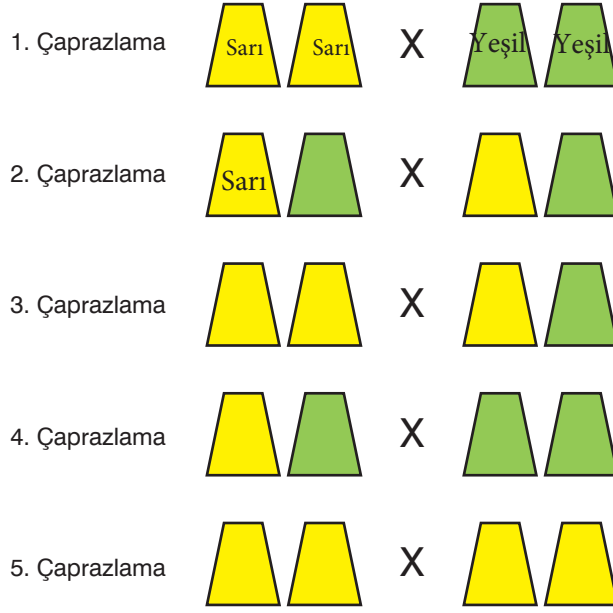 1. Çaprazlama Sarı Sarı X Yeşil Yeşil
2. Çaprazlama Sarı X
3. Çaprazlama X
4. Çaprazlama X
5. Çaprazlama X